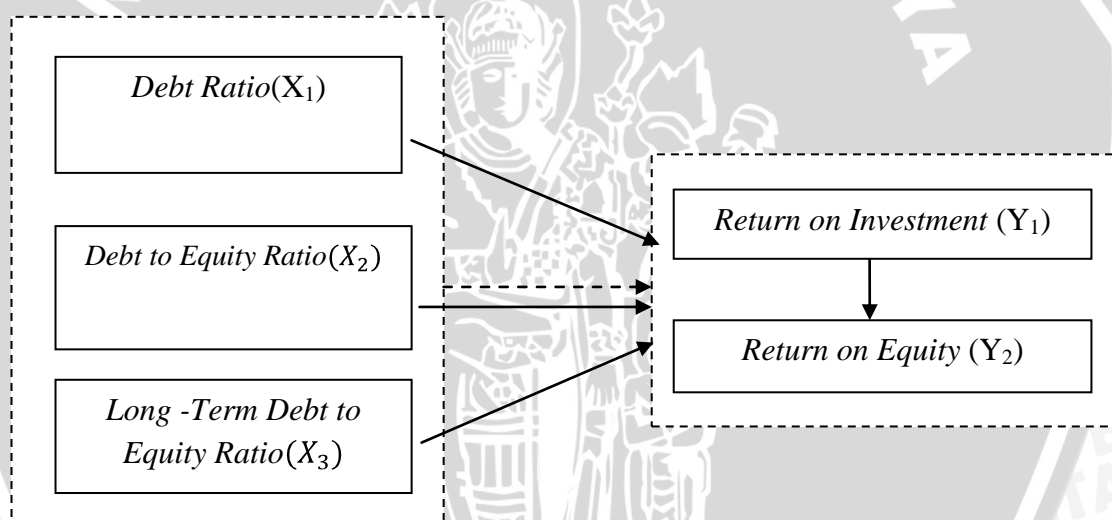 Debt Ratio(X₁)
Debt to Equity Ratio(X₂)
Long -Term Debt to
Equity Ratio(X₃)
Return on Investment (Y₁)
Return on Equity (Y₂)